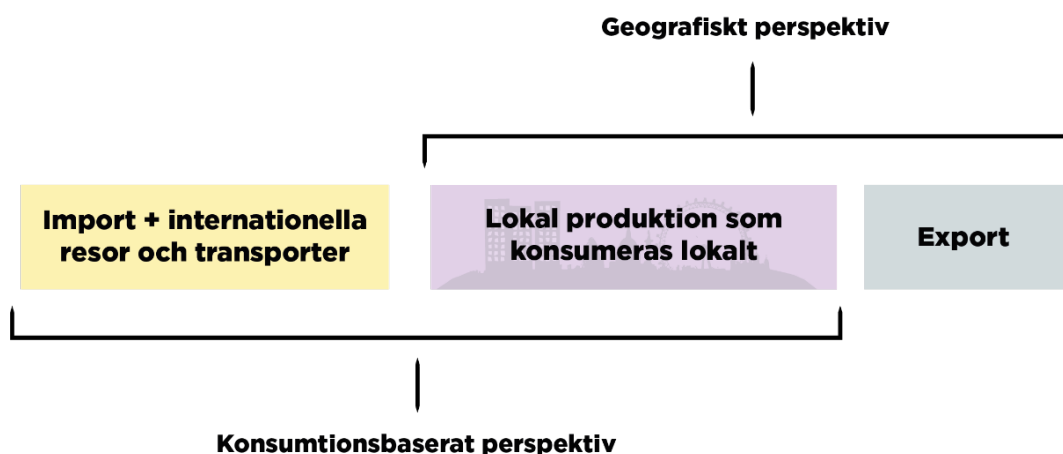 Geografiskt perspektiv
Import + internationella
resor och transporter
Lokal produktion som
konsumeras lokalt
Export
Konsumtionsbaserat perspektiv